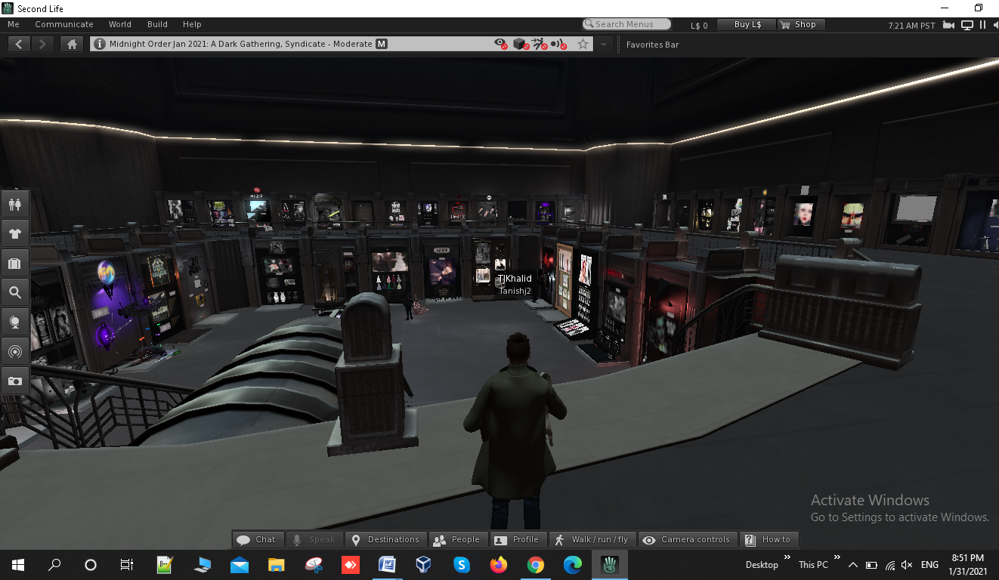 Second Life
Me Communicate World Build Help
Search Menus
L$ 0
Buy L$
Shop
7:21 AM PST
Midnight Order Jan 2021: A Dark Gathering, Syndicate - Moderate M
Favorites Bar
TJKhalid
Tanishj2
Activate Windows
Go to Settings to activate Windows.
Chat
Speak
Destinations
People
Profile
Walk / run / fly
Camera controls
How to
Desktop
This PC
ENG
8:51 PM
1/31/2021